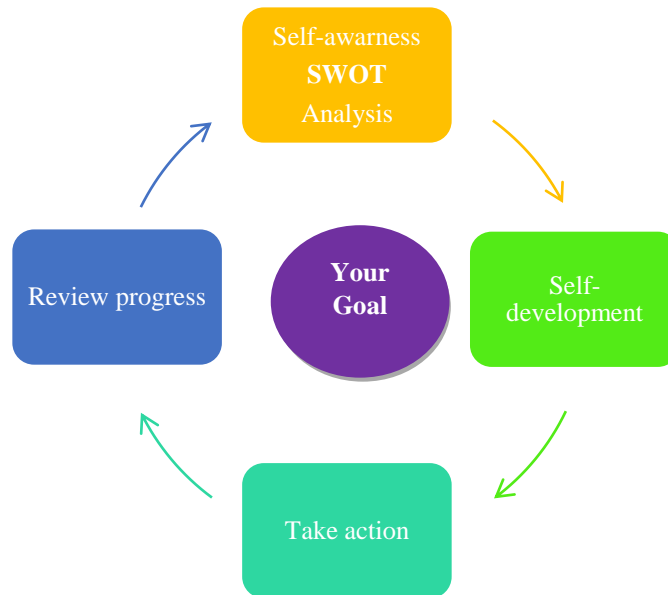 Self-awarness
SWOT
Analysis
Review progress
Your
Goal
Self-
development
Take action